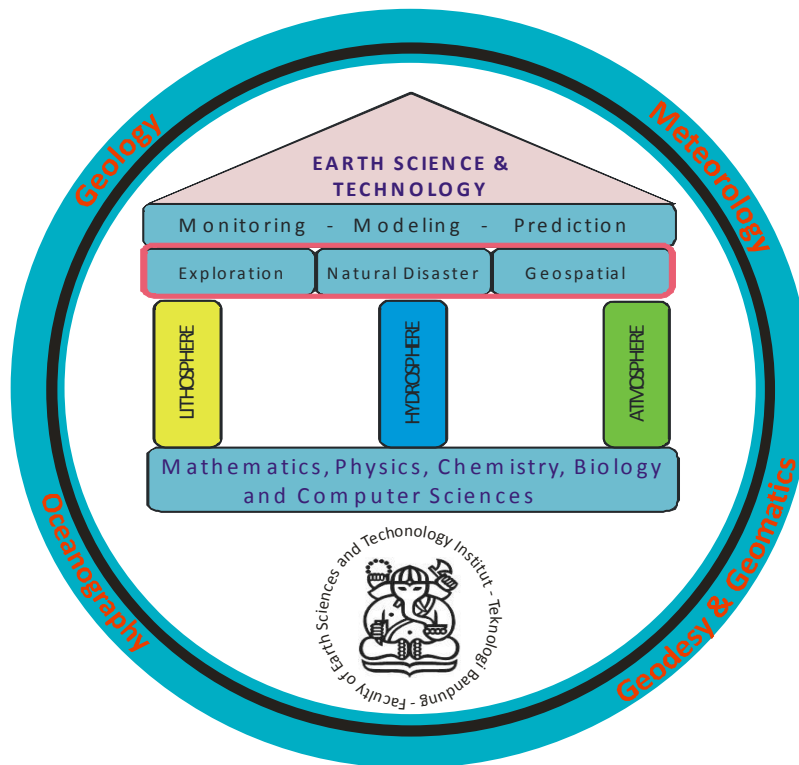 Geology
Meteorology
EARTH SCIENCE &
TECHNOLOGY
Monitoring - Modeling - Prediction
Exploration
Natural Disaster
Geospatial
LITHOSPHERE
HYDROSPHERE
ATMOSPHERE
Mathematics, Physics, Chemistry, Biology
and Computer Sciences
Oceanography
Geodesy & Geomatics
Faculty of Earth Sciences and Techonology Institut - Teknologi Bandung -